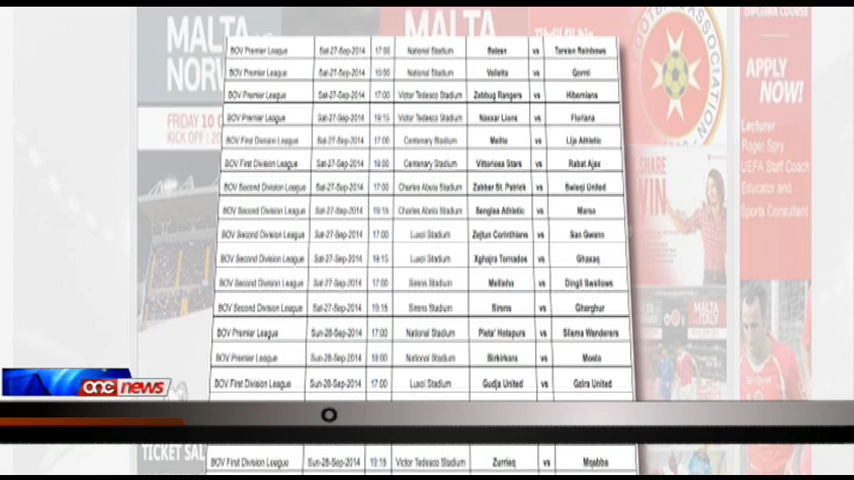 MALTA
NOR
FRIDAY 10 O
KICK OFF : 20
MALTA
BOV Premier League Sat-27-Sep-2014 17:00 National Stadium Balzan vs Tarxien Rainbows
BOV Premier League Sat-27-Sep-2014 National Stadium Valletta vs Qormi
BOV Premier League Sat-27-Sep-2014 17:00 Victor Tedesco Stadium Zebbug Rangers vs Hibernians
BOV Premier League Sat-27-Sep-2014 19:15 Victor Tedesco Stadium Naxxar Lions vs Floriana
BOV First Division League Sat-27-Sep-2014 17:00 Centenary Stadium Melita vs Lija Athletic
BOV First Division League Sat-27-Sep-2014 Centenary Stadium Vittoriosa Stars vs Rabat Ajax
BOV Second Division League Sat-27-Sep-2014 17:00 Charles Abela Stadium Zabbar St. Patrick vs Swieqi United
BOV Second Division League Sat-27-Sep-2014 19:15 Charles Abela Stadium Senglea Athletic vs Marsa
BOV Second Division League Sat-27-Sep-2014 17:00 Luxol Stadium Zejtun Corinthians vs San Gwann
BOV Second Division League Sat-27-Sep-2014 19:15 Luxol Stadium Xghajra Tornados vs Ghaxaq
BOV Second Division League Sat-27-Sep-2014 17:00 Sirens Stadium Mellieha vs Dingli Swallows
BOV Second Division League Sat-27-Sep-2014 19:15 Sirens Stadium Sirens vs Gharghur
BOV Premier League Sun-28-Sep-2014 17:00 National Stadium Pieta' Hotspurs vs Sliema Wanderers
BOV Premier League Sun-28-Sep-2014 National Stadium Birkirkara vs Mosta
BOV First Division League Sun-28-Sep-2014 17:00 Luxol Stadium Gudja United vs Gzira United
BOV First Division League Sun-28-Sep-2014 19:15 Victor Tedesco Stadium Zurrieq vs Mqabba
one news
O
TICKET SAL
ASSOCIATION
DIPLOMA COURSE
APPLY
NOW!
Lecturer
Roger Spry
UEFA Staff Coach
Educator and
Sports Consultant
SHARE
WIN
MALTA
ITALY